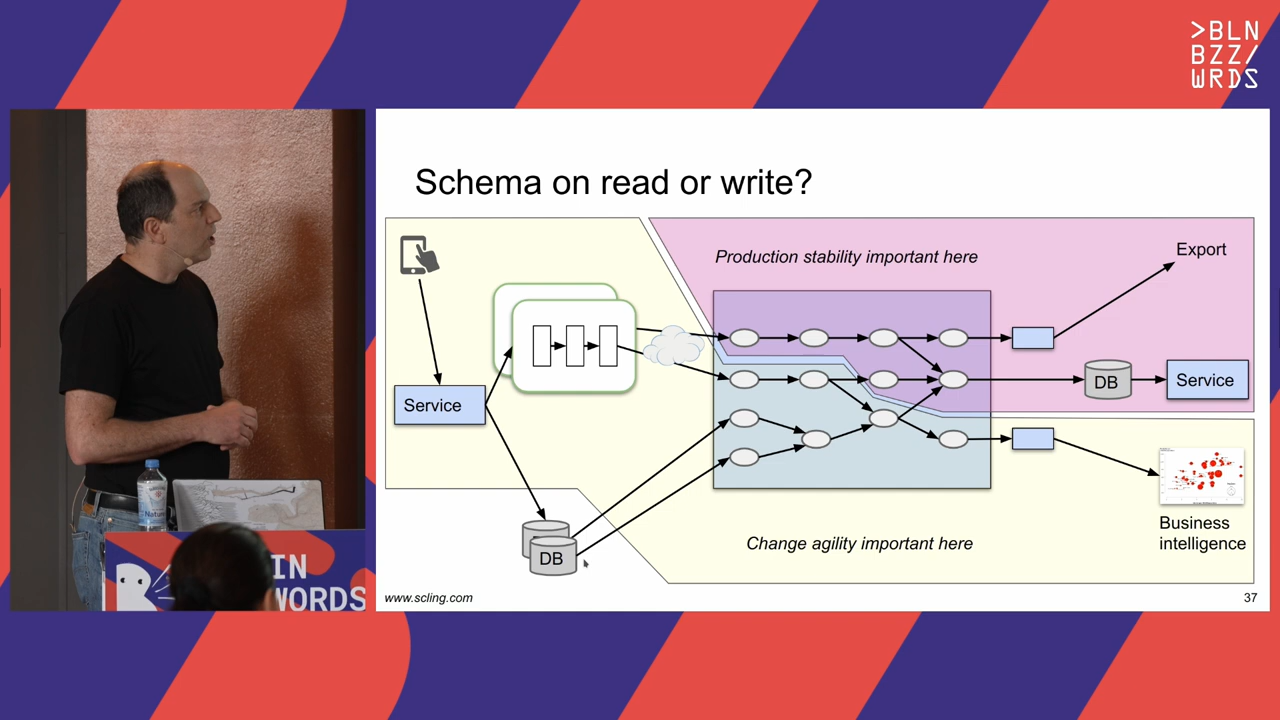 >BLN
BZZ/
WRDS
Schema on read or write?
Production stability important here
Export
Service
DB
Service
DB
Business
intelligence
Change agility important here
www.scling.com
37
IN
WORDS